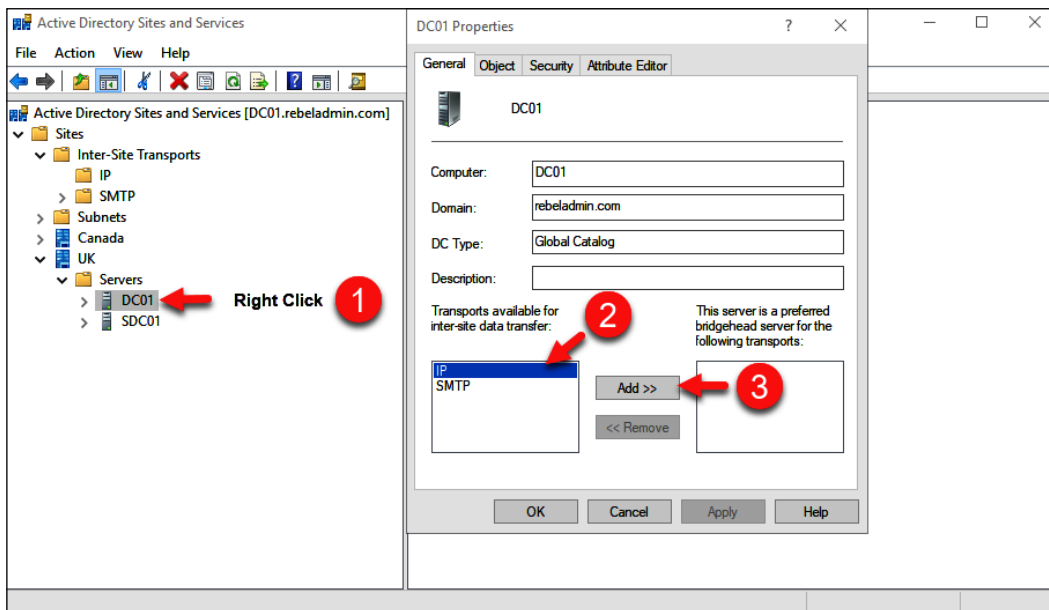 Active Directory Sites and Services
File Action View Help
Active Directory Sites and Services [DC01.rebeladmin.com]
Sites
Inter-Site Transports
IP
SMTP
Subnets
Canada
UK
Servers
DC01
SDC01
Right Click
1
DC01 Properties
?
General Object Security Attribute Editor
DC01
Computer: DC01
Domain: rebeladmin.com
DC Type: Global Catalog
Description:
Transports available for
inter-site data transfer:
2
This server is a preferred
bridgehead server for the
following transports:
IP
SMTP
Add >>
3
<< Remove
OK Cancel Apply Help